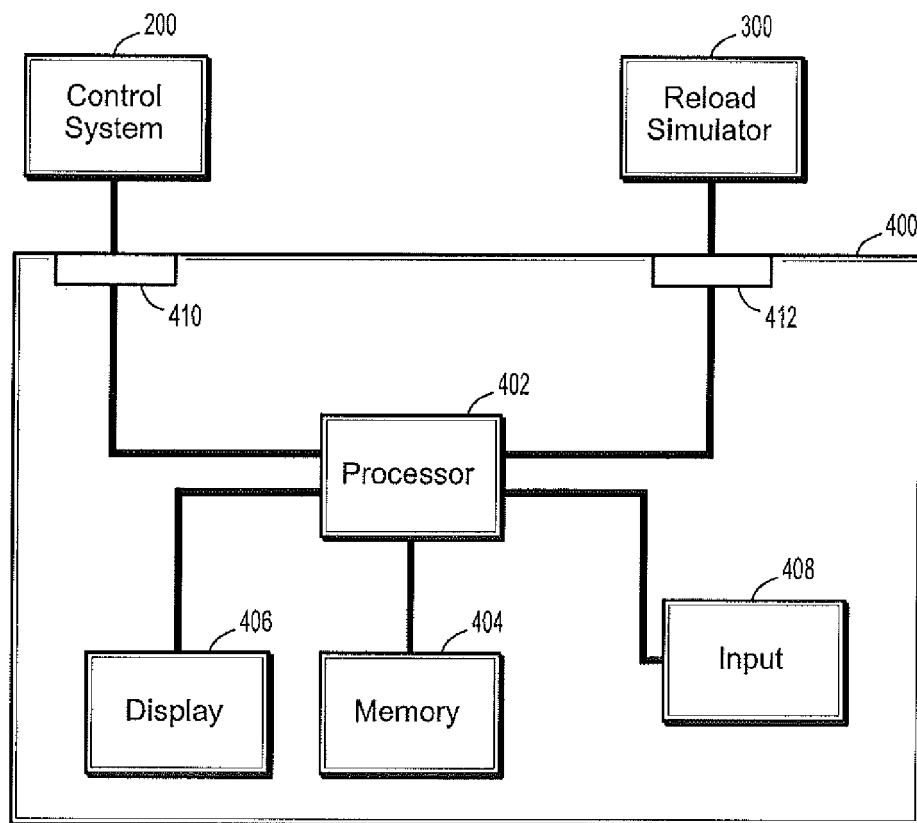 200
300
Control
System
Reload
Simulator
400
410
412
402
Processor
408
406
404
Input
Display
Memory